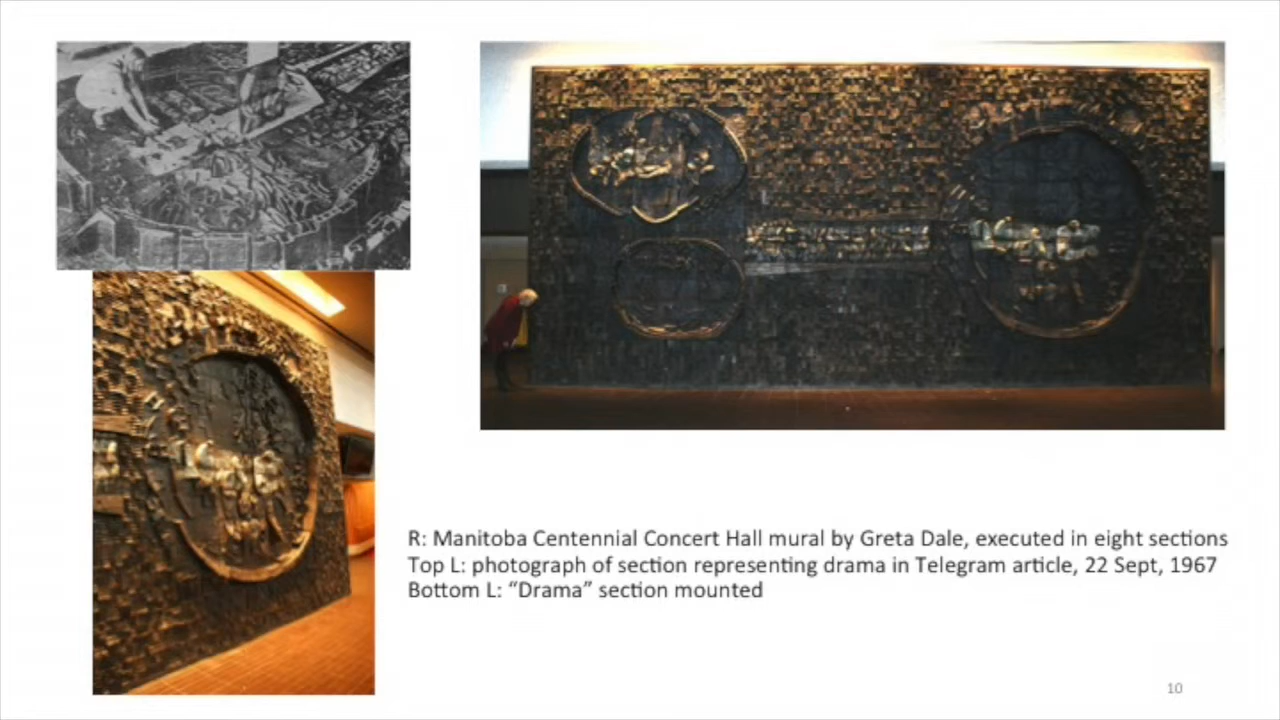 R: Manitoba Centennial Concert Hall mural by Greta Dale, executed in eight sections
Top L: photograph of section representing drama in Telegram article, 22 Sept, 1967
Bottom L: “Drama” section mounted
10